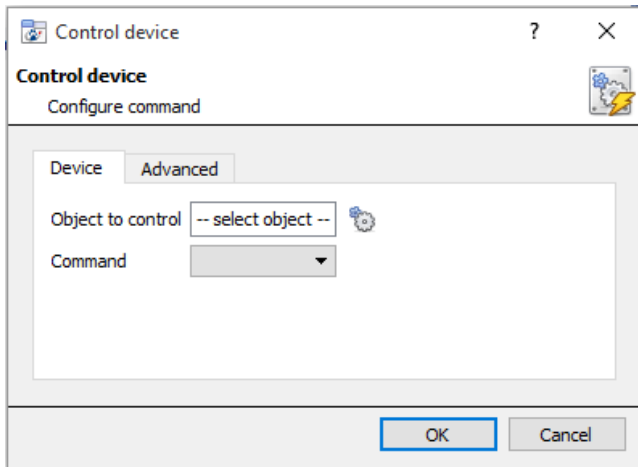 Control device ?
Control device
Configure command
Device Advanced
Object to control -- select object --
Command
OK Cancel